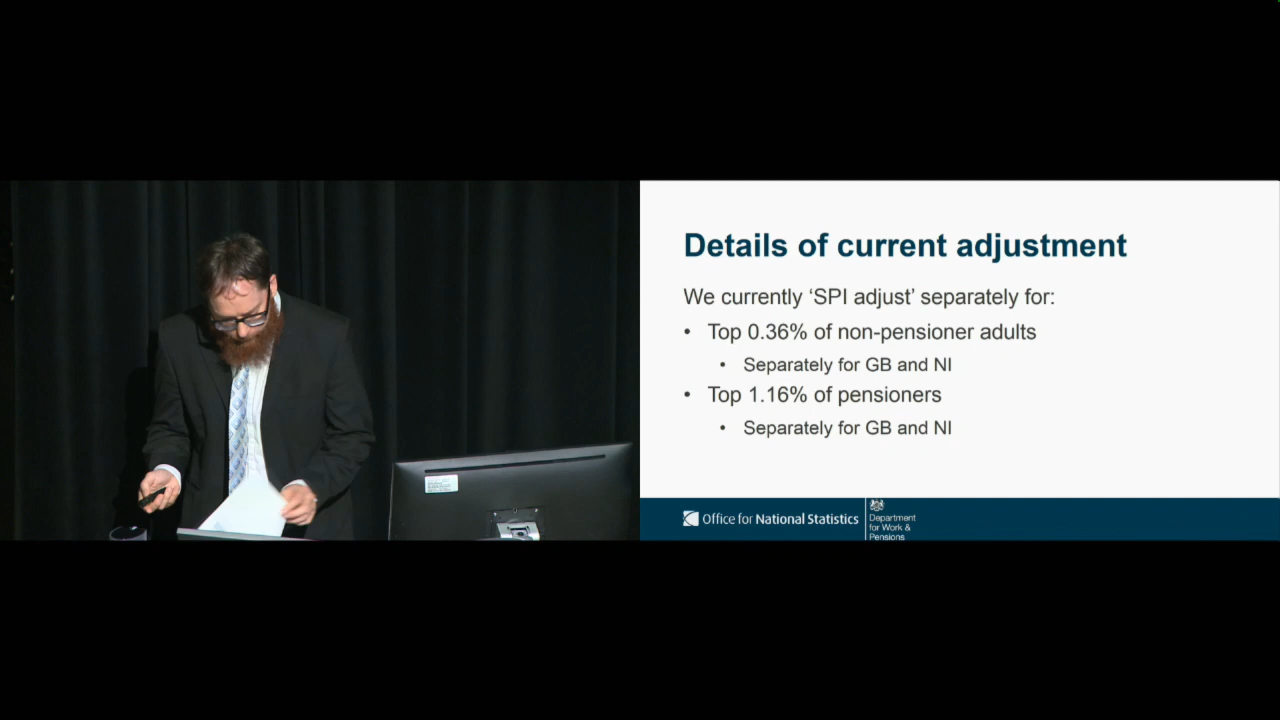 Details of current adjustment
We currently ‘SPI adjust’ separately for:
• Top 0.36% of non-pensioner adults
• Separately for GB and NI
• Top 1.16% of pensioners
• Separately for GB and NI
Office for National Statistics
Department
for Work &
Pensions